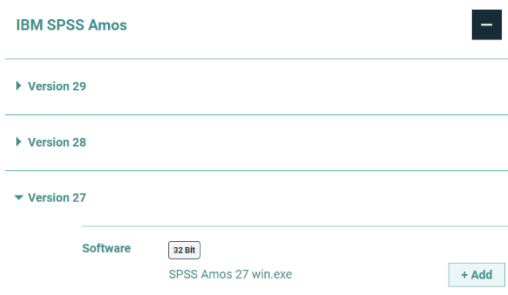 IBM SPSS Amos
Version 29
Version 28
Version 27
Software
32 Bit
SPSS Amos 27 win.exe
+ Add